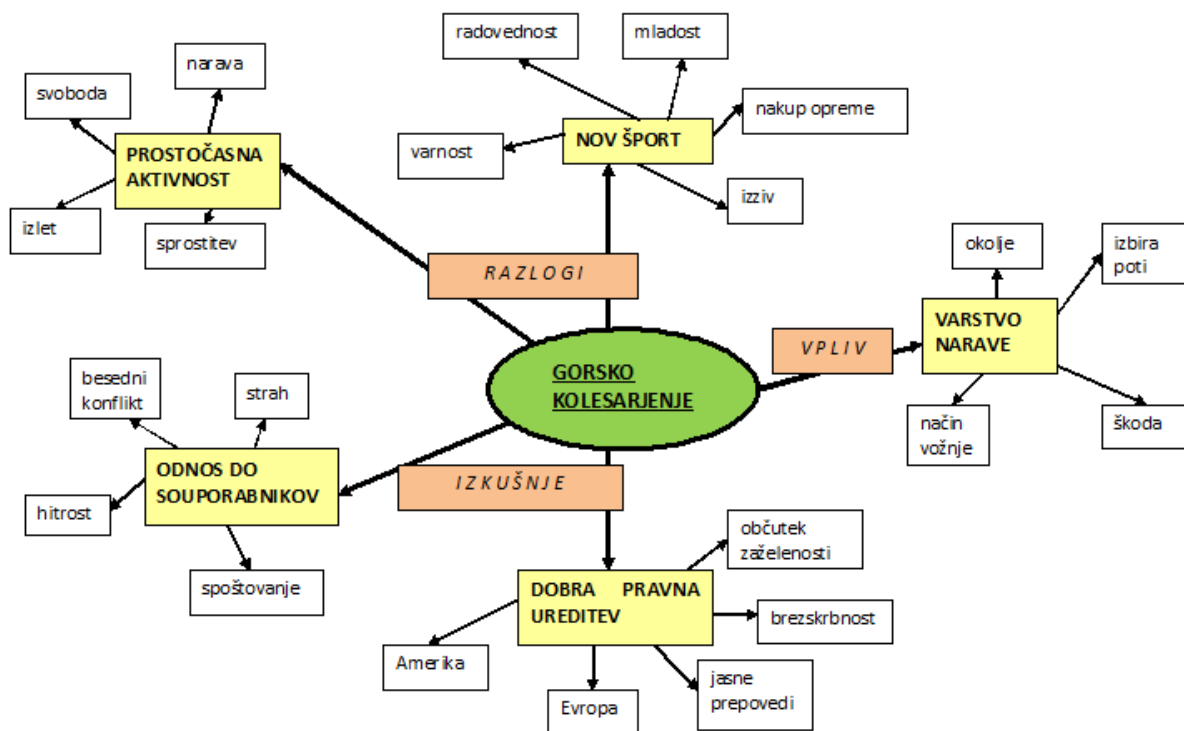 radovednost
mladost
narava
svoboda
nakup opreme
NOV ŠPORT
varnost
PROSTOČASNA
AKTIVNOST
izziv
izlet
sprostitev
okolje
izbira
poti
RAZLOGI
VARSTVO
NARAVE
VPLIV
GORSKO
KOLESARJENJE
besedni
konflikt
strah
način
vožnje
škoda
ODNOS DO
SOUPORABNIKOV
IZKUŠNJE
hitrost
občutek
zaželenosti
spoštovanje
DOBRA PRAVNA
UREDITEV
brezskrbnost
Amerika
jasne
prepovedi
Evropa